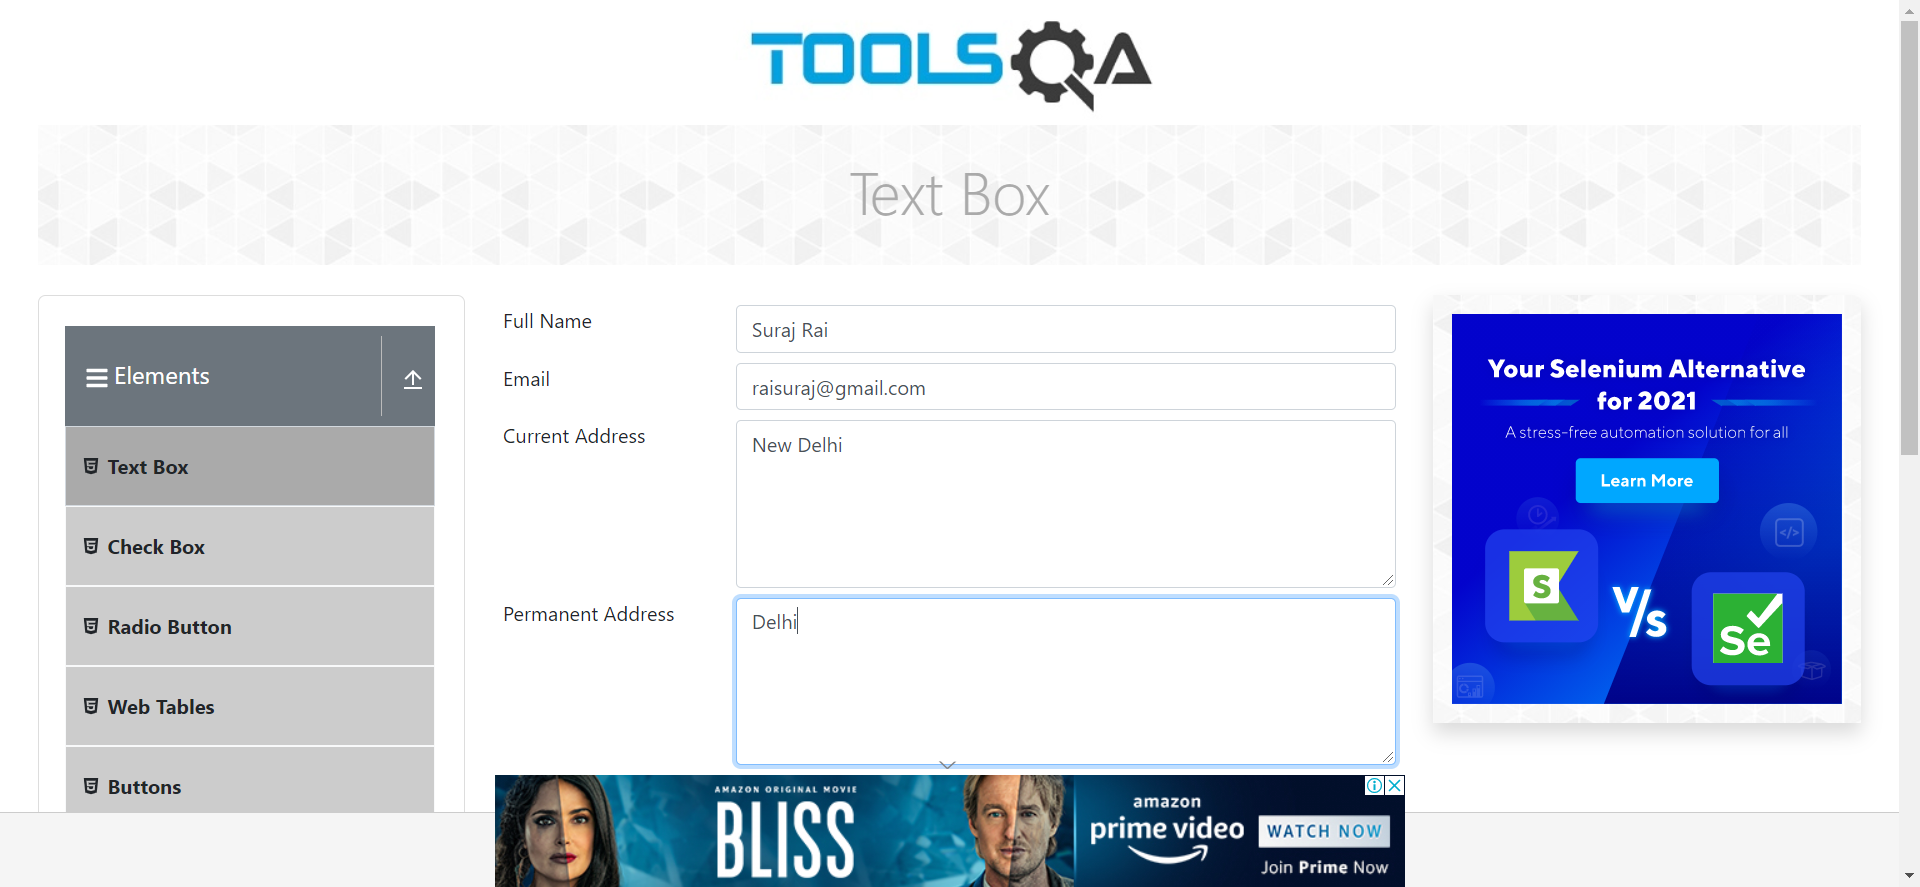 TOOLSQA
Text Box
Elements
Text Box
Check Box
Radio Button
Web Tables
Buttons
Full Name
Suraj Rai
Email
raisuraj@gmail.com
Current Address
New Delhi
Permanent Address
Delhi
Your Selenium Alternative
for 2021
A stress-free automation solution for all
Learn More
</>
S
V/S
Se
AMAZON ORIGINAL MOVIE
BLISS
amazon
prime video
WATCH NOW
Join Prime Now